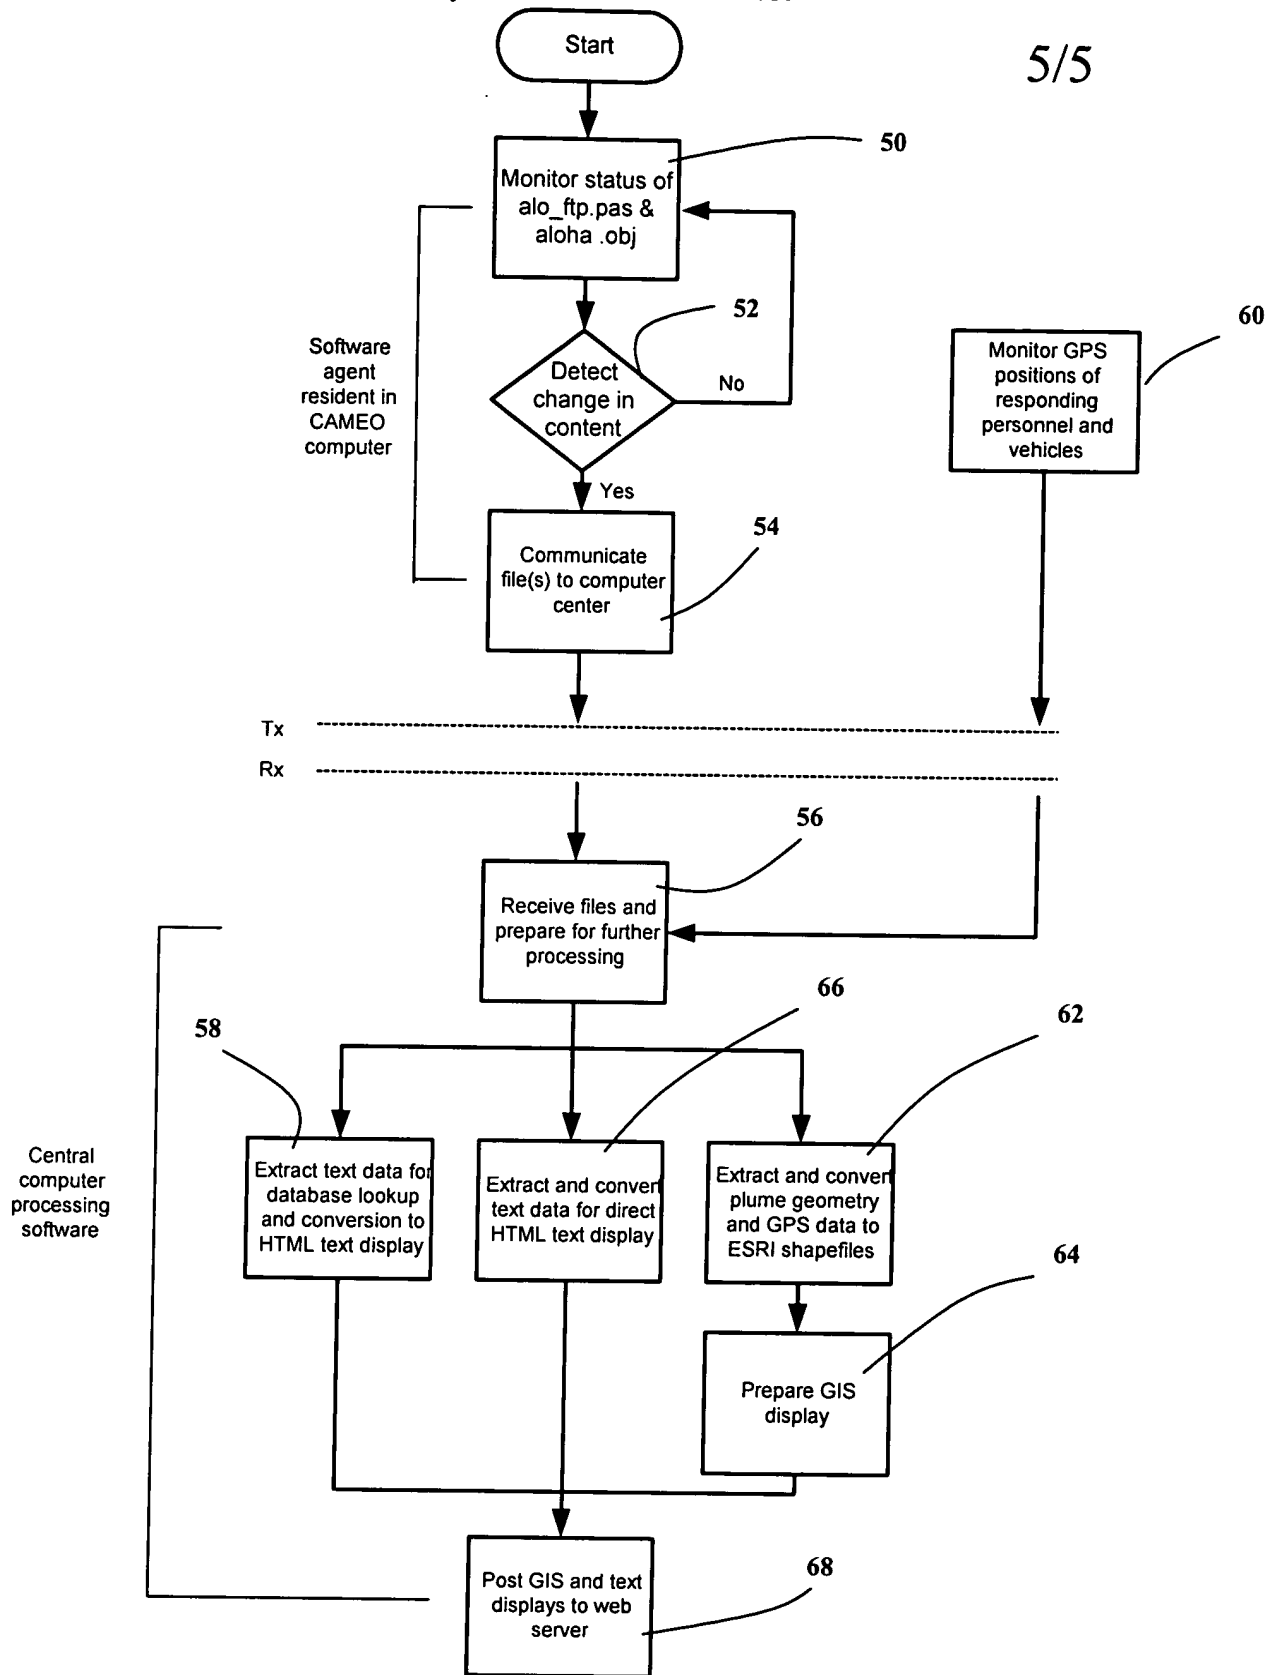 Start
5/5
50
Monitor status of
alo_ftp.pas &
aloha .obj
52
Software
agent
resident in
CAMEO
computer
Detect
change in
content
No
Yes
60
Monitor GPS
positions of
responding
personnel and
vehicles
54
Communicate
file(s) to computer
center
Tx
Rx
56
Receive files and
prepare for further
processing
58
66
62
Central
computer
processing
software
Extract text data for
database lookup
and conversion to
HTML text display
Extract and convert
text data for direct
HTML text display
Extract and convert
plume geometry
and GPS data to
ESRI shapefiles
64
Prepare GIS
display
68
Post GIS and text
displays to web
server